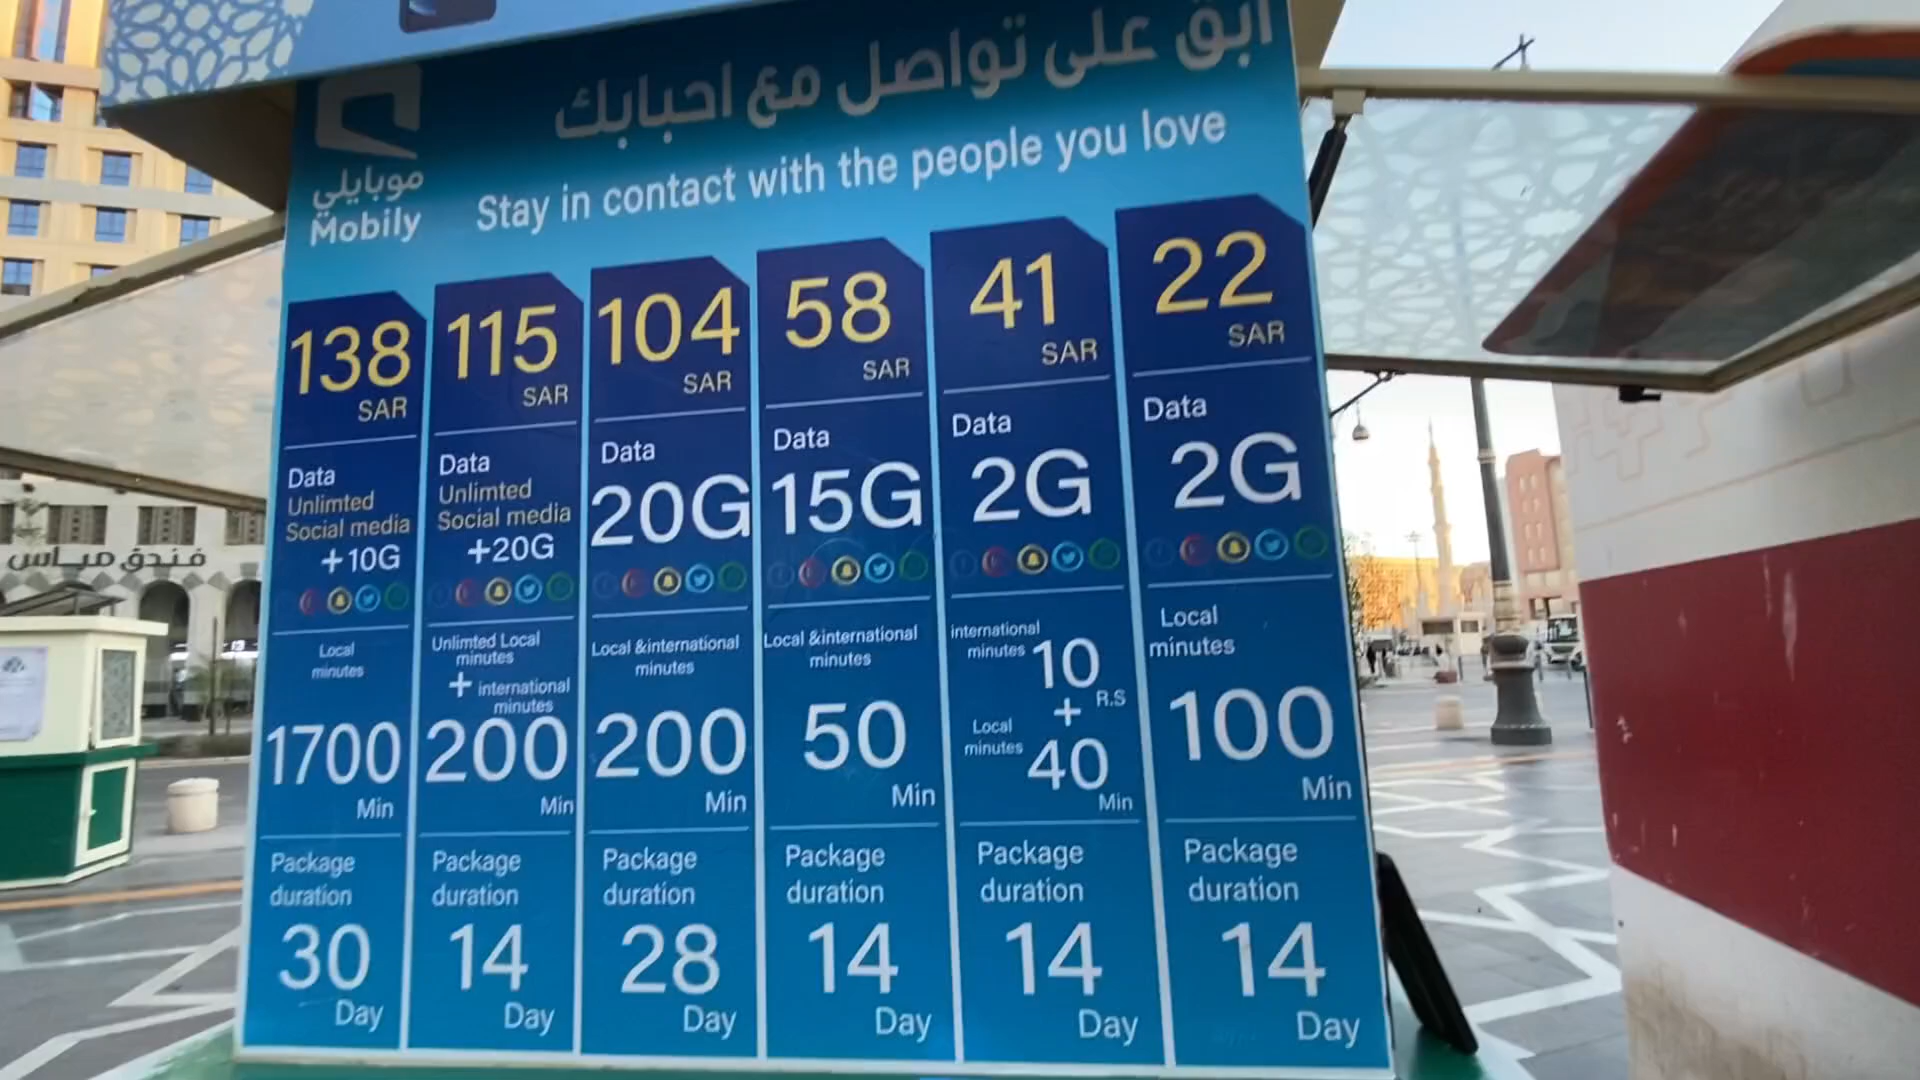 ابق على تواصل مع احبابك
Stay in contact with the people you love
موبايلي
Mobily
138
SAR
Data
Unlimted
Social media
+10G
Local
minutes
1700
Min
Package
duration
30
Day
115
SAR
Data
Unlimted
Social media
+20G
Unlimted Local
minutes
+ international
minutes
200
Min
Package
duration
14
Day
104
SAR
Data
20G
Local &international
minutes
200
Min
Package
duration
28
Day
58
SAR
Data
15G
Local &international
minutes
50
Min
Package
duration
14
Day
41
SAR
Data
2G
international
minutes 10
R.S
+
Local
minutes 40
Min
Package
duration
14
Day
22
SAR
Data
2G
Local
minutes
100
Min
Package
duration
14
Day
فندق ميــاس